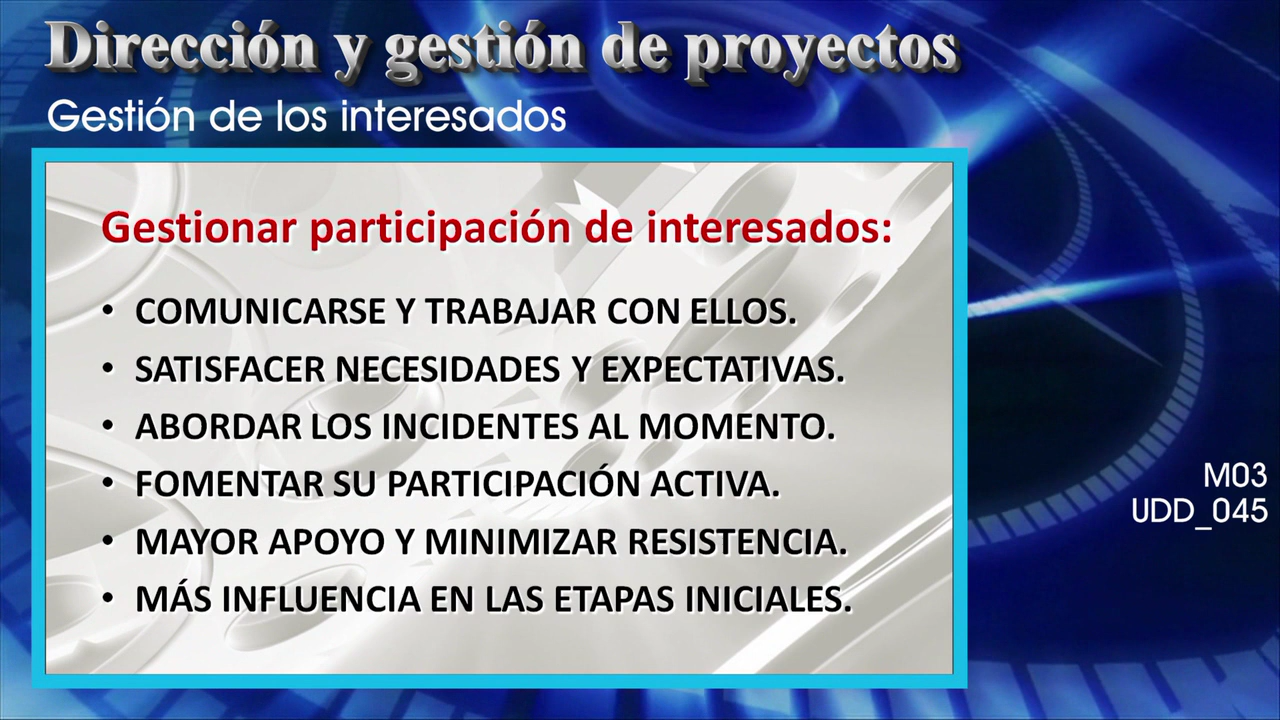 Dirección y gestión de proyectos
Gestión de los interesados
Gestionar participación de interesados:
• COMUNICARSE Y TRABAJAR CON ELLOS.
• SATISFACER NECESIDADES Y EXPECTATIVAS.
• ABORDAR LOS INCIDENTES AL MOMENTO.
• FOMENTAR SU PARTICIPACIÓN ACTIVA.
• MAYOR APOYO Y MINIMIZAR RESISTENCIA.
• MÁS INFLUENCIA EN LAS ETAPAS INICIALES.
M03
UDD_045